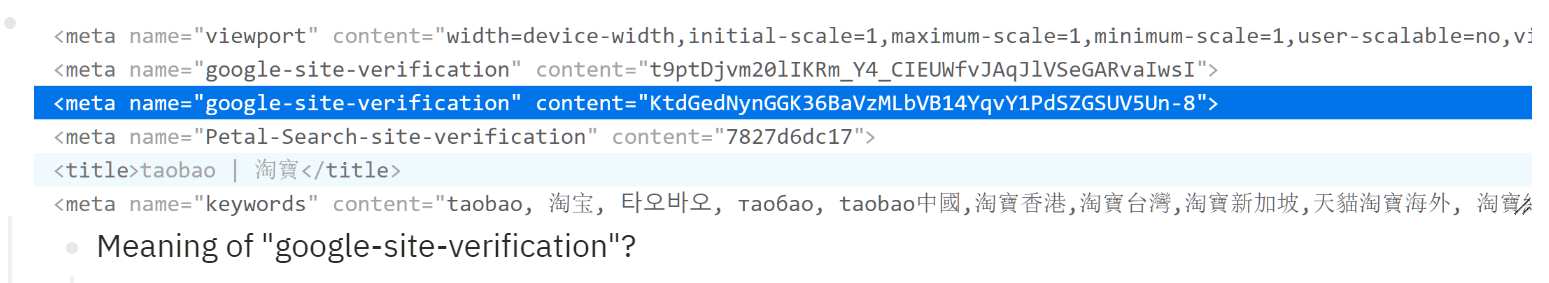 <meta name="viewport" content="width=device-width,initial-scale=1,maximum-scale=1,minimum-scale=1,user-scalable=no,vi
<meta name="google-site-verification" content="t9ptDjvm20lIKRm_Y4_CIEUWfvJAqJlVSeGARvaIwsI">
<meta name="google-site-verification" content="KtdGedNynGGK36BaVzMLbVB14YqvY1PdSZGSUV5Un-8">
<meta name="Petal-Search-site-verification" content="7827d6dc17">
<title>taobao | 淘寶</title>
<meta name="keywords" content="taobao, 淘宝, 타오바오, таобао, taobao中國,淘寶香港,淘寶台灣,淘寶新加坡,天貓淘寶海外, 淘寶
Meaning of "google-site-verification"?